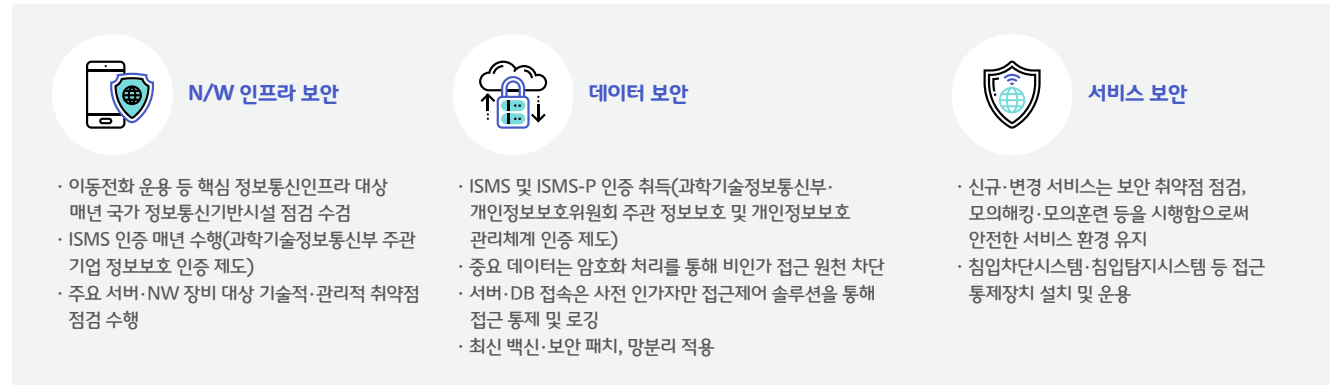 N/W 인프라 보안
· 이동전화 운용 등 핵심 정보통신인프라 대상
매년 국가 정보통신기반시설 점검 수검
· ISMS 인증 매년 수행(과학기술정보통신부 주관
기업 정보보호 인증 제도)
· 주요 서버·NW 장비 대상 기술적·관리적 취약점
점검 수행
데이터 보안
· ISMS 및 ISMS-P 인증 취득(과학기술정보통신부·
개인정보보호위원회 주관 정보보호 및 개인정보보호
관리체계 인증 제도)
· 중요 데이터는 암호화 처리를 통해 비인가 접근 원천 차단
· 서버·DB 접속은 사전 인가자만 접근제어 솔루션을 통해
접근 통제 및 로깅
· 최신 백신·보안 패치, 망분리 적용
서비스 보안
· 신규·변경 서비스는 보안 취약점 점검,
모의해킹·모의훈련 등을 시행함으로써
안전한 서비스 환경 유지
· 침입차단시스템·침입탐지시스템 등 접근
통제장치 설치 및 운용